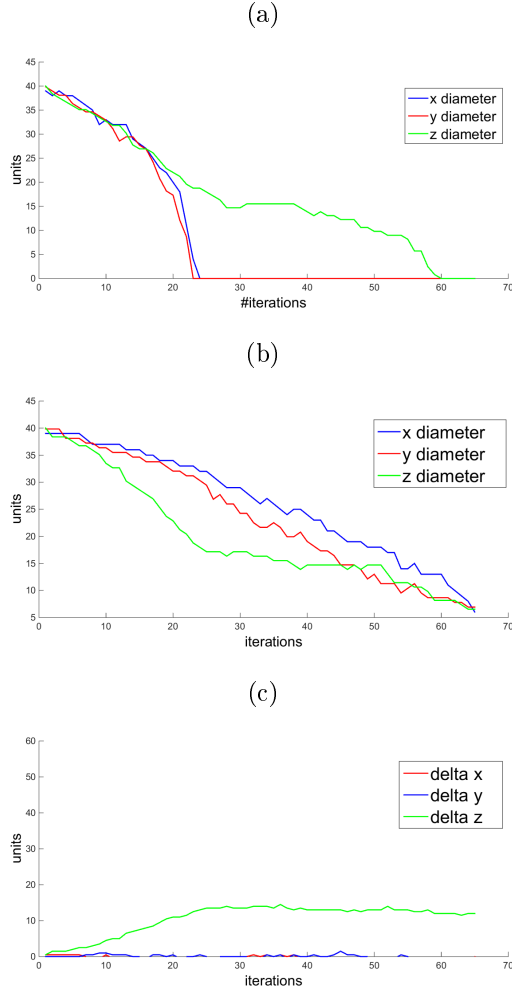 (a)
45
40
35
30
25
20
15
10
5
0
units
x diameter
y diameter
z diameter
0 10 20 30 40 50 60 70
#iterations
(b)
45
40
35
30
25
20
15
10
5
units
x diameter
y diameter
z diameter
0 10 20 30 40 50 60 70
iterations
(c)
60
50
40
30
20
10
0
units
delta x
delta y
delta z
0 10 20 30 40 50 60 70
iterations